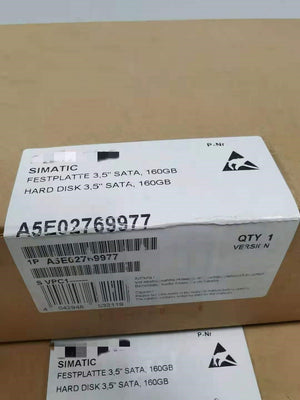 P-Nr
SIMATIC
FESTPLATTE 3,5" SATA, 160GB
HARD DISK 3,5" SATA, 160GB
A5E02769977
QTY 1
VERSION
1P A5E02769977
P-Nr
SIMATIC
FESTPLATTE 3,5" SATA, 160GB
HARD DISK 3,5" SATA, 160GB